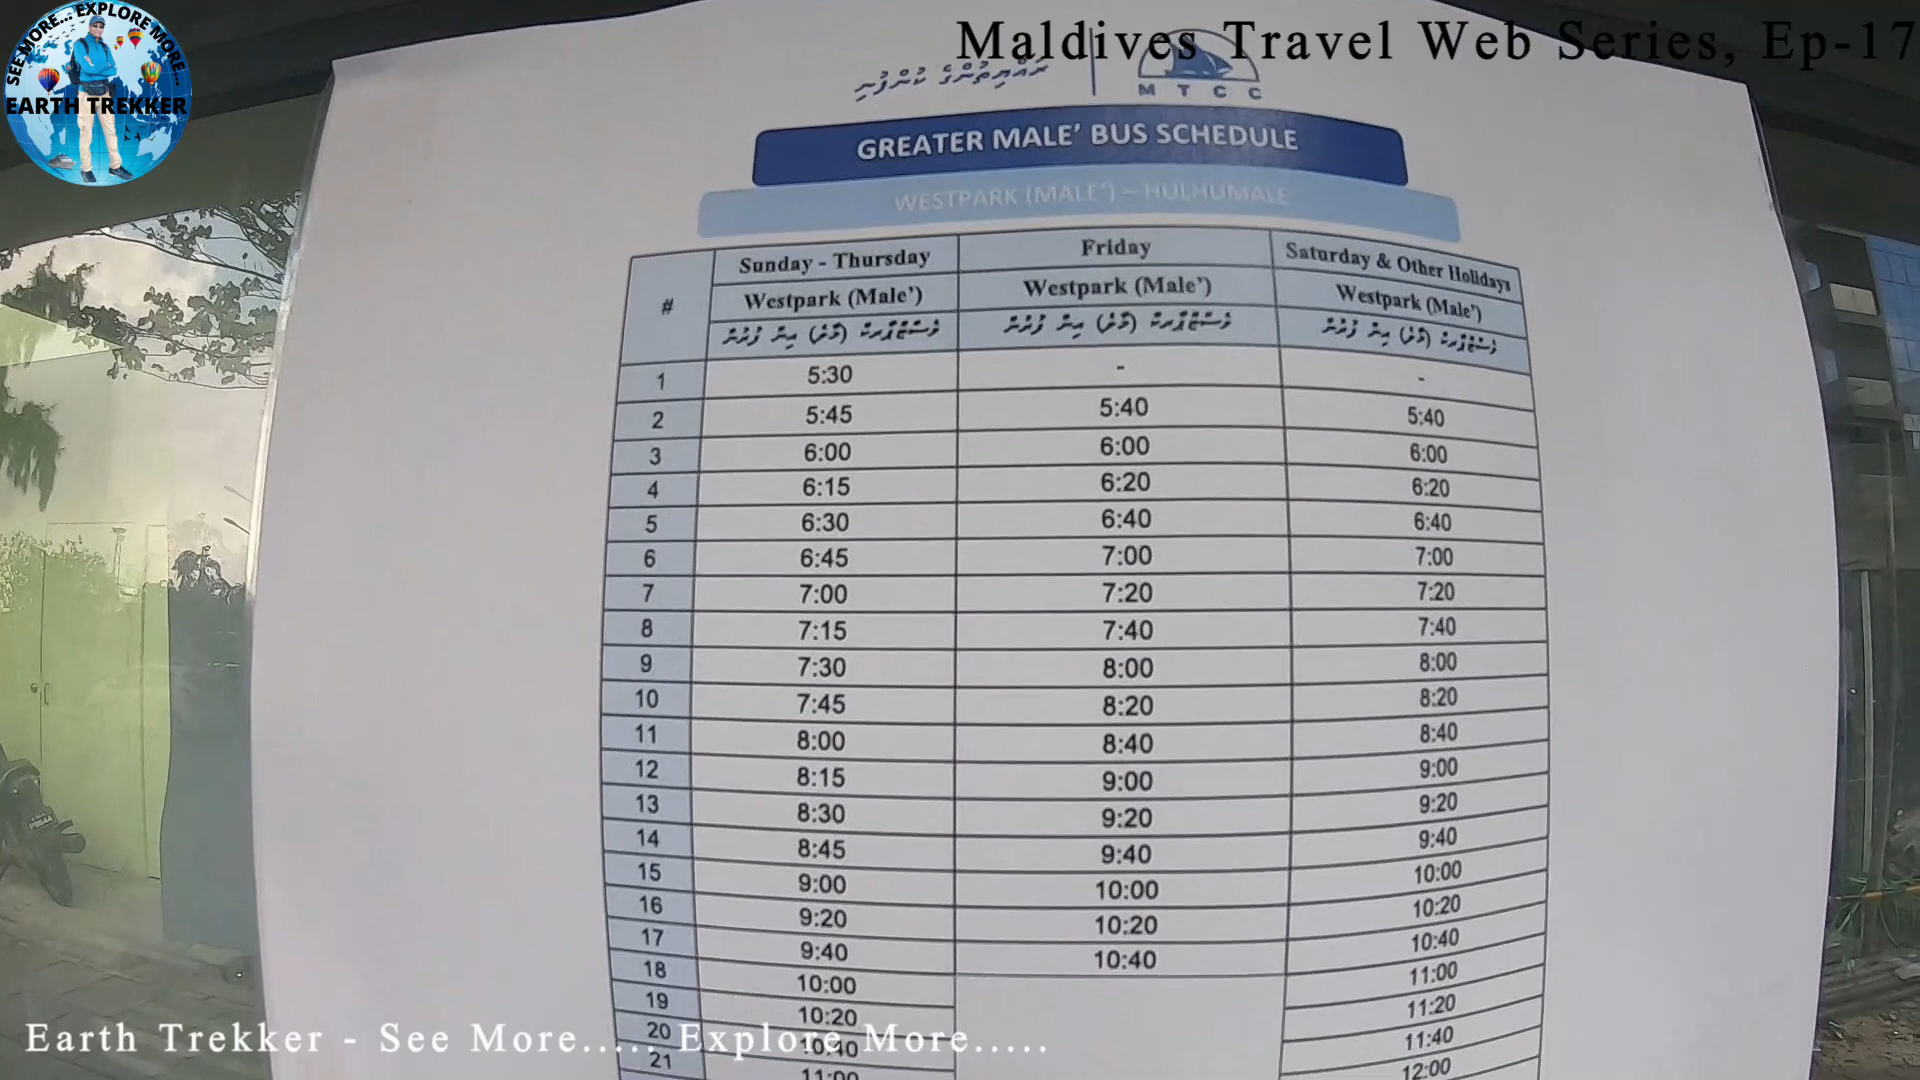 SEE MORE... EXPLORE MORE...
EARTH TREKKER
Maldives Travel Web Series, Ep-17
ރައްޔިތުންގެ ކުންފުނި
MTCC
GREATER MALE' BUS SCHEDULE
WESTPARK (MALE') – HULHUMALE
# Sunday - Thursday Friday Saturday & Other Holidays
Westpark (Male') Westpark (Male') Westpark (Male')
ވެސްޓްޕާރކް (މާލެ) އިން ފުރުން ވެސްޓްޕާރކް (މާލެ) އިން ފުރުން ވެސްޓްޕާރކް (މާލެ) އިން ފުރުން
1 5:30 - -
2 5:45 5:40 5:40
3 6:00 6:00 6:00
4 6:15 6:20 6:20
5 6:30 6:40 6:40
6 6:45 7:00 7:00
7 7:00 7:20 7:20
8 7:15 7:40 7:40
9 7:30 8:00 8:00
10 7:45 8:20 8:20
11 8:00 8:40 8:40
12 8:15 9:00 9:00
13 8:30 9:20 9:20
14 8:45 9:40 9:40
15 9:00 10:00 10:00
16 9:20 10:20 10:20
17 9:40 10:40 10:40
18 10:00 11:00
19 10:20 11:20
20 10:40 11:40
21 11:00 12:00
Earth Trekker - See More..... Explore More.....